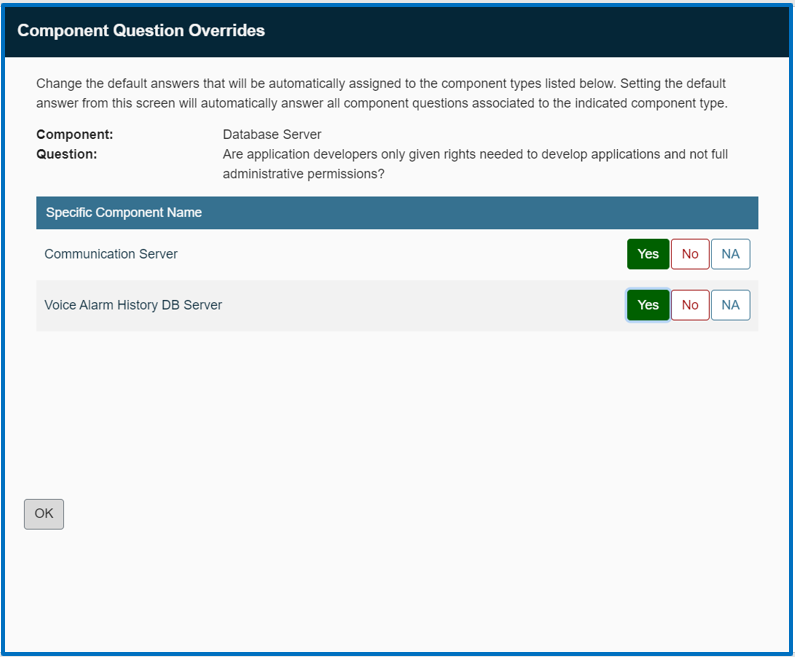 Component Question Overrides
Change the default answers that will be automatically assigned to the component types listed below. Setting the default
answer from this screen will automatically answer all component questions associated to the indicated component type.
Component: Database Server
Question: Are application developers only given rights needed to develop applications and not full
administrative permissions?
Specific Component Name
Communication Server Yes No NA
Voice Alarm History DB Server Yes No NA
OK